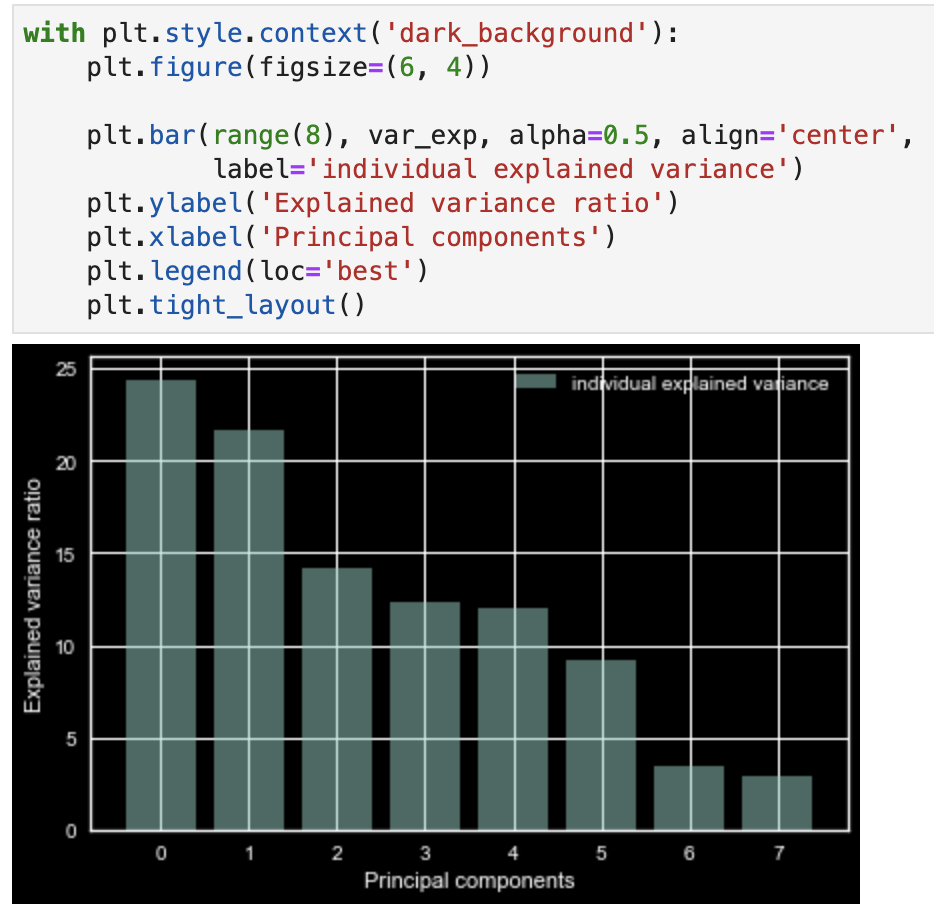 with plt.style.context('dark_background'):
    plt.figure(figsize=(6, 4))

    plt.bar(range(8), var_exp, alpha=0.5, align='center',
            label='individual explained variance')
    plt.ylabel('Explained variance ratio')
    plt.xlabel('Principal components')
    plt.legend(loc='best')
    plt.tight_layout()
individual explained variance
Explained variance ratio
25
20
15
10
5
0
0 1 2 3 4 5 6 7
Principal components